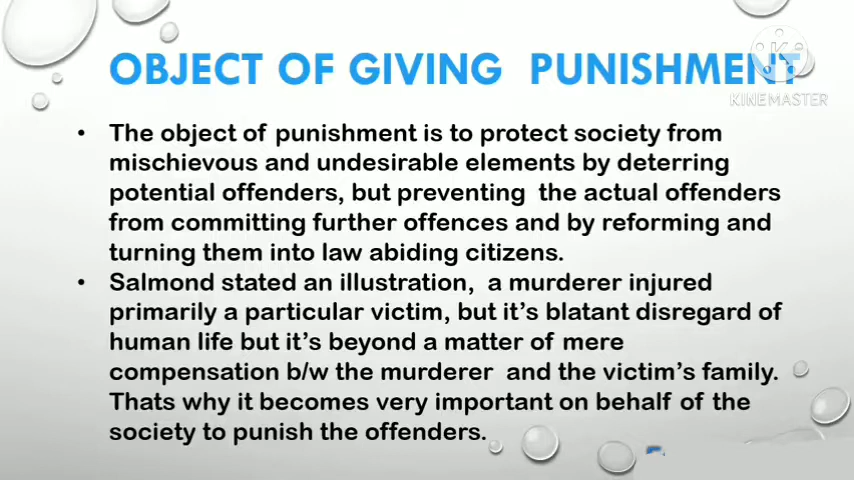 OBJECT OF GIVING PUNISHMENT
KINEMASTER
• The object of punishment is to protect society from
mischievous and undesirable elements by deterring
potential offenders, but preventing the actual offenders
from committing further offences and by reforming and
turning them into law abiding citizens.
• Salmond stated an illustration, a murderer injured
primarily a particular victim, but it's blatant disregard of
human life but it's beyond a matter of mere
compensation b/w the murderer and the victim's family.
Thats why it becomes very important on behalf of the
society to punish the offenders.